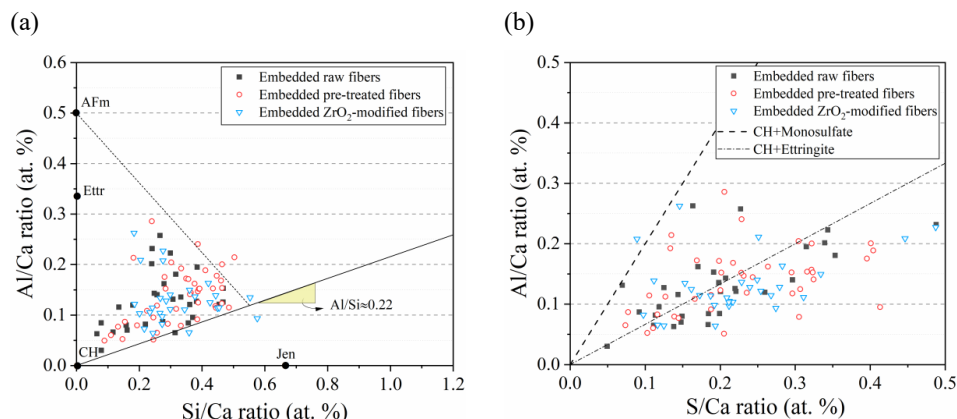 (a)
(b)
0.6
0.5
0.4
0.3
0.2
0.1
0.0
Al/Ca ratio (at. %)
Embedded raw fibers
Embedded pre-treated fibers
Embedded ZrO₂-modified fibers
AFm
Ettr
CH
Jen
Al/Si≈0.22
0.0 0.2 0.4 0.6 0.8 1.0 1.2
Si/Ca ratio (at. %)
0.5
0.4
0.3
0.2
0.1
0.0
Al/Ca ratio (at. %)
Embedded raw fibers
Embedded pre-treated fibers
Embedded ZrO₂-modified fibers
CH+Monosulfate
CH+Ettringite
0.0 0.1 0.2 0.3 0.4 0.5
S/Ca ratio (at. %)